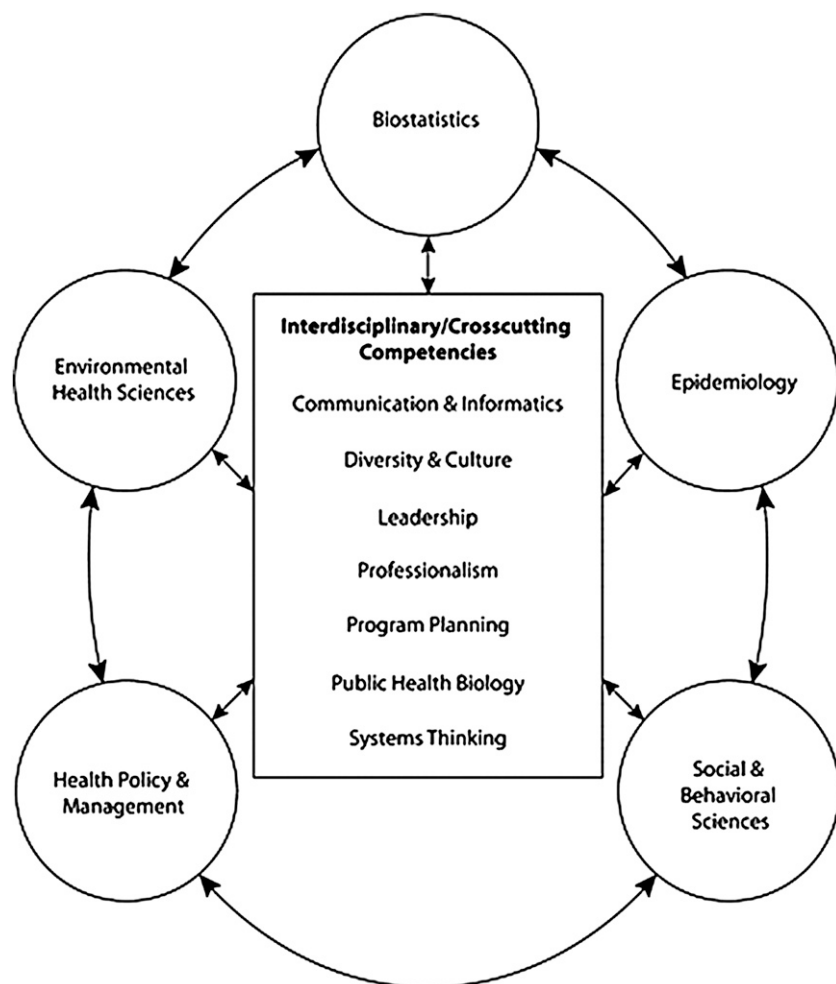 Biostatistics
Environmental
Health Sciences
Epidemiology
Interdisciplinary/Crosscutting
Competencies
Communication & Informatics
Diversity & Culture
Leadership
Professionalism
Program Planning
Public Health Biology
Systems Thinking
Health Policy &
Management
Social &
Behavioral
Sciences